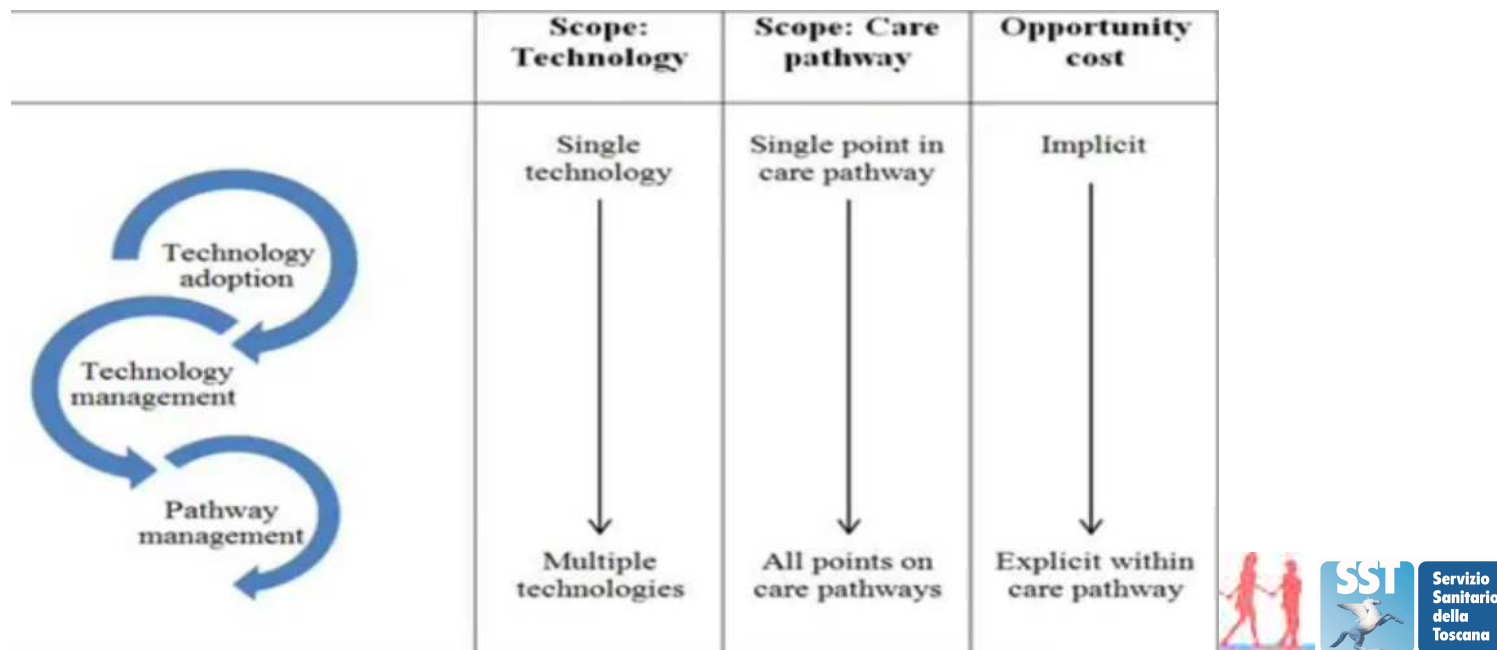 Scope:
Technology
Scope: Care
pathway
Opportunity
cost
Single
technology
Single point in
care pathway
Implicit
Technology
adoption
Technology
management
Pathway
management
Multiple
technologies
All points on
care pathways
Explicit within
care pathway
SST
Servizio
Sanitario
della
Toscana